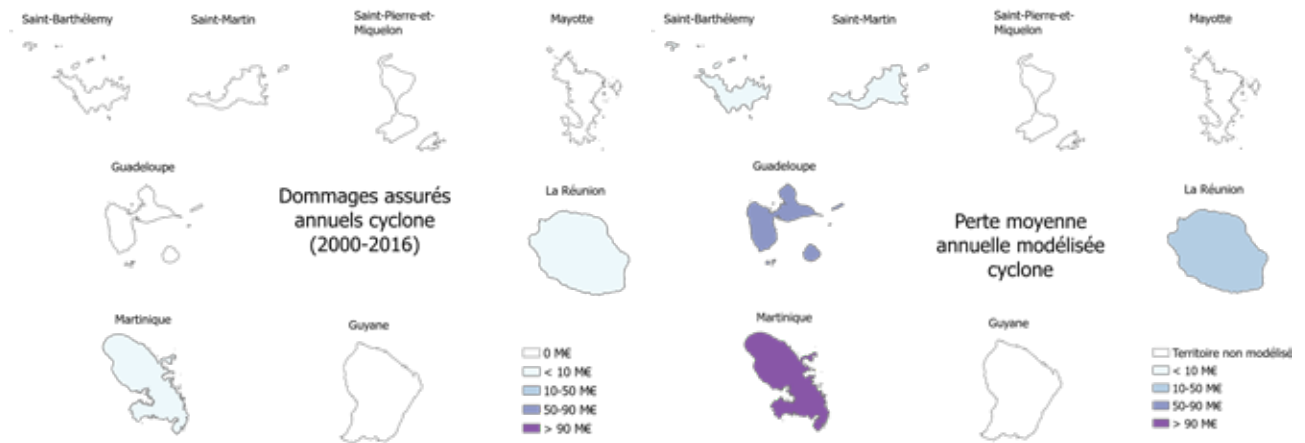 Saint-Barthélemy
Saint-Martin
Saint-Pierre-et-
Miquelon
Mayotte
Guadeloupe
Dommages assurés
annuels cyclone
(2000-2016)
La Réunion
Martinique
Guyane
0 M€
< 10 M€
10-50 M€
50-90 M€
> 90 M€
Saint-Barthélemy
Saint-Martin
Saint-Pierre-et-
Miquelon
Mayotte
Guadeloupe
Perte moyenne
annuelle modélisée
cyclone
La Réunion
Martinique
Guyane
Territoire non modélisé
< 10 M€
10-50 M€
50-90 M€
> 90 M€